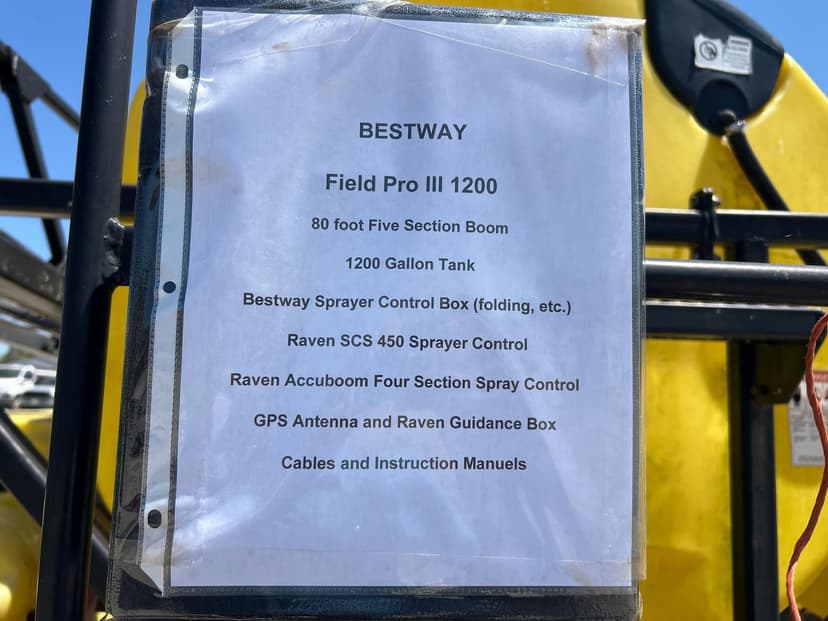 BESTWAY
Field Pro III 1200
80 foot Five Section Boom
1200 Gallon Tank
Bestway Sprayer Control Box (folding, etc.)
Raven SCS 450 Sprayer Control
Raven Accuboom Four Section Spray Control
GPS Antenna and Raven Guidance Box
Cables and Instruction Manuels